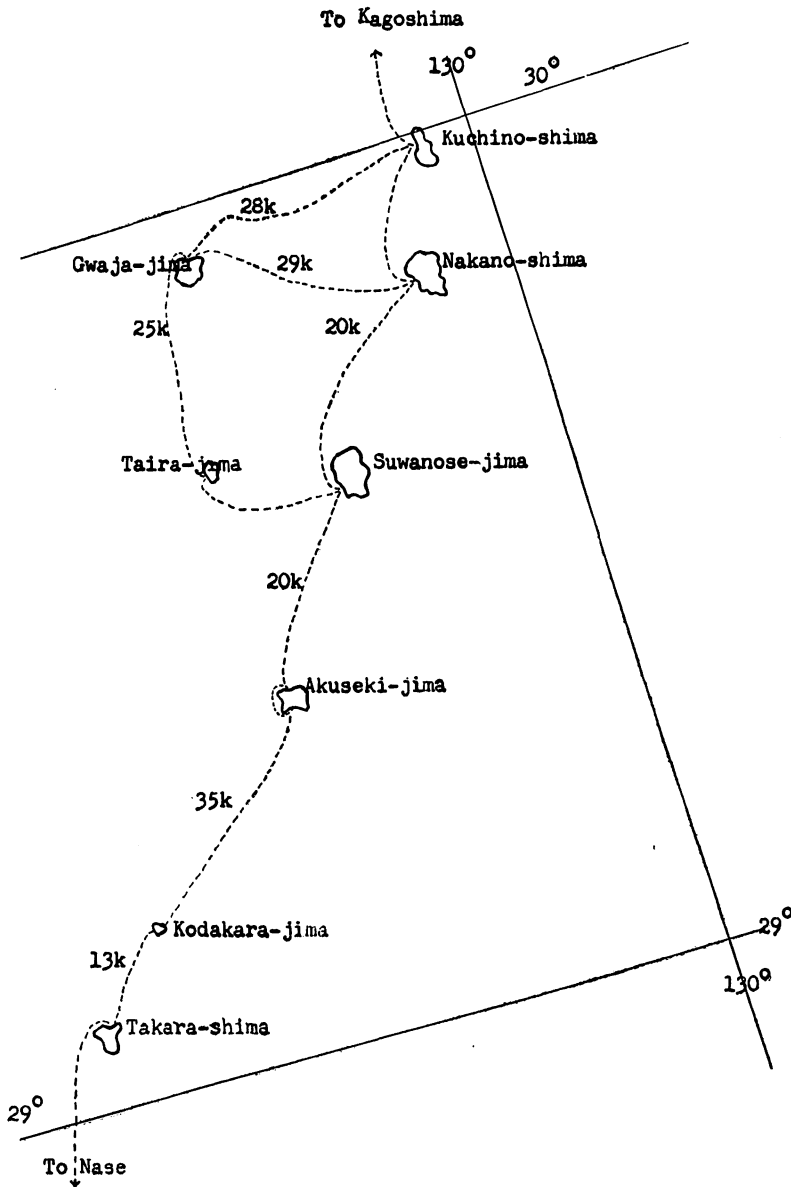 To Kagoshima
130°
30°
Kuchino-shima
28k
Gwaja-jima
29k
Nakano-shima
25k
20k
Taira-jima
Suwanose-jima
20k
Akuseki-jima
35k
Kodakara-jima
29°
13k
130°
Takara-shima
29°
To Nase